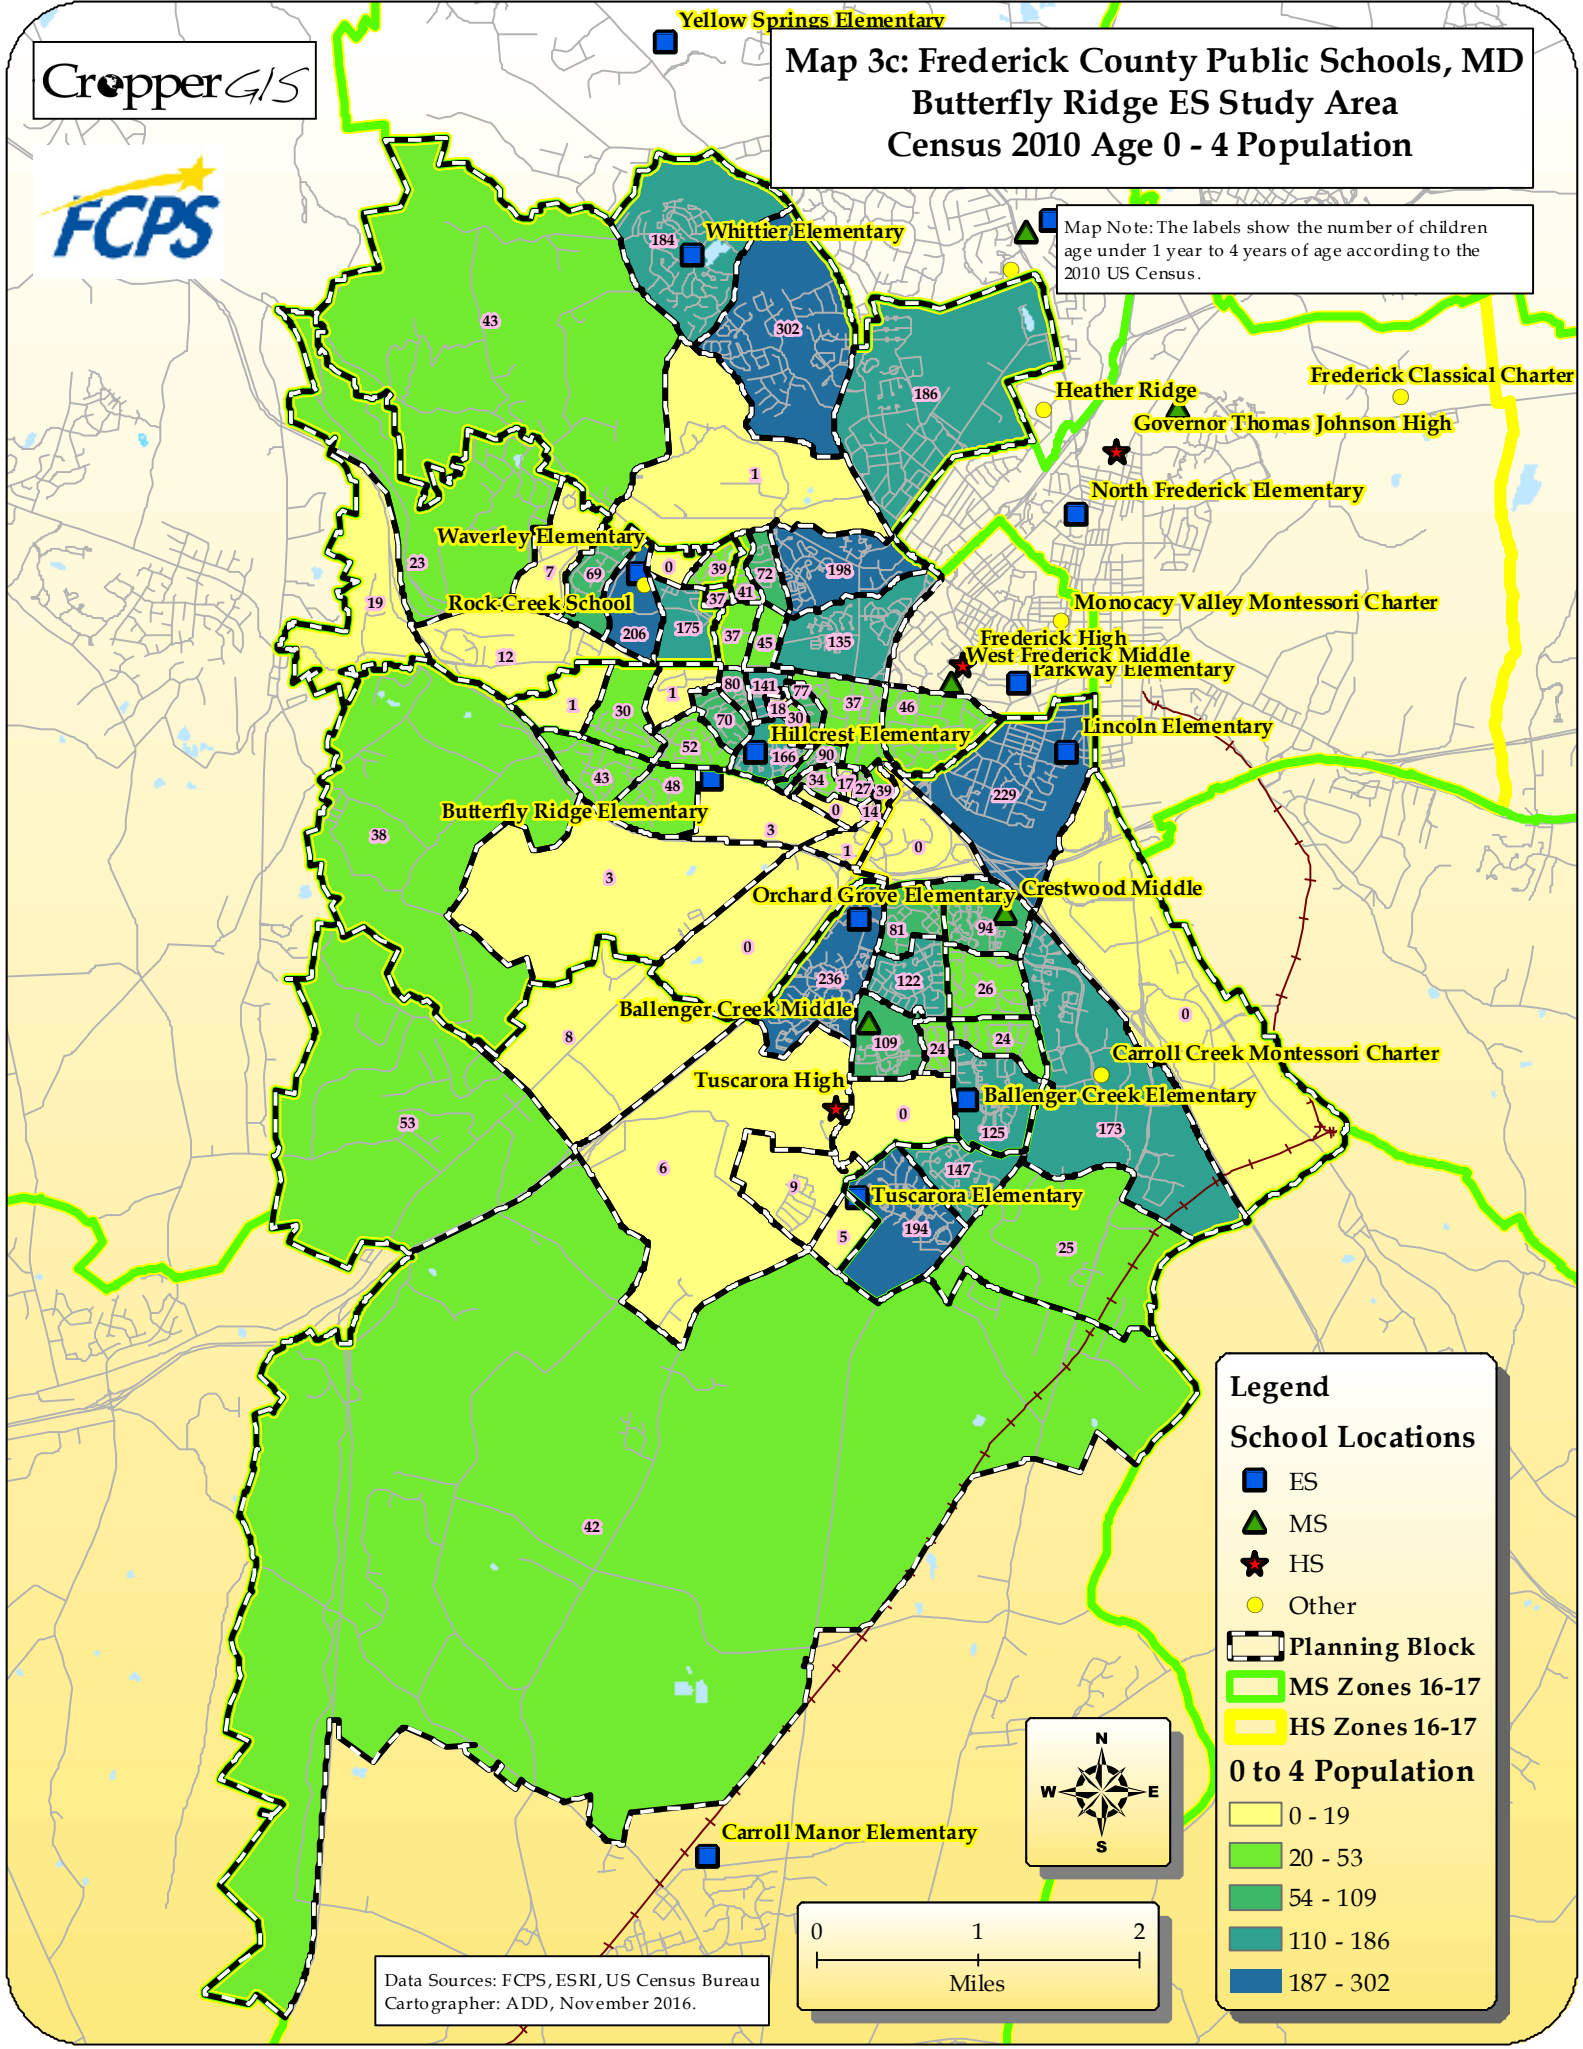 Yellow Springs Elementary
CropperGIS
Map 3c: Frederick County Public Schools, MD
Butterfly Ridge ES Study Area
Census 2010 Age 0 - 4 Population
FCPS
Map Note: The labels show the number of children
age under 1 year to 4 years of age according to the
2010 US Census.
184
Whittier Elementary
43
302
186
Heather Ridge
Frederick Classical Charter
Governor Thomas Johnson High
1
North Frederick Elementary
Waverley Elementary
23
7
69
0
39
72
198
41
37
19
Rock Creek School
206
175
37
45
135
Monocacy Valley Montessori Charter
Frederick High
West Frederick Middle
Parkway Elementary
12
1
30
1
80
141
77
18
30
70
37
46
52
Hillcrest Elementary
Lincoln Elementary
166
90
43
48
34
17
27
39
229
Butterfly Ridge Elementary
0
14
38
3
1
0
3
Orchard Grove Elementary
Crestwood Middle
81
94
0
236
122
26
Ballenger Creek Middle
0
8
109
24
24
Carroll Creek Montessori Charter
Tuscarora High
Ballenger Creek Elementary
53
0
125
173
6
147
9
Tuscarora Elementary
5
194
25
42
Carroll Manor Elementary
Legend
School Locations
ES
MS
HS
Other
Planning Block
MS Zones 16-17
HS Zones 16-17
0 to 4 Population
0 - 19
20 - 53
54 - 109
110 - 186
187 - 302
N
W E
S
0 1 2
Miles
Data Sources: FCPS, ESRI, US Census Bureau
Cartographer: ADD, November 2016.